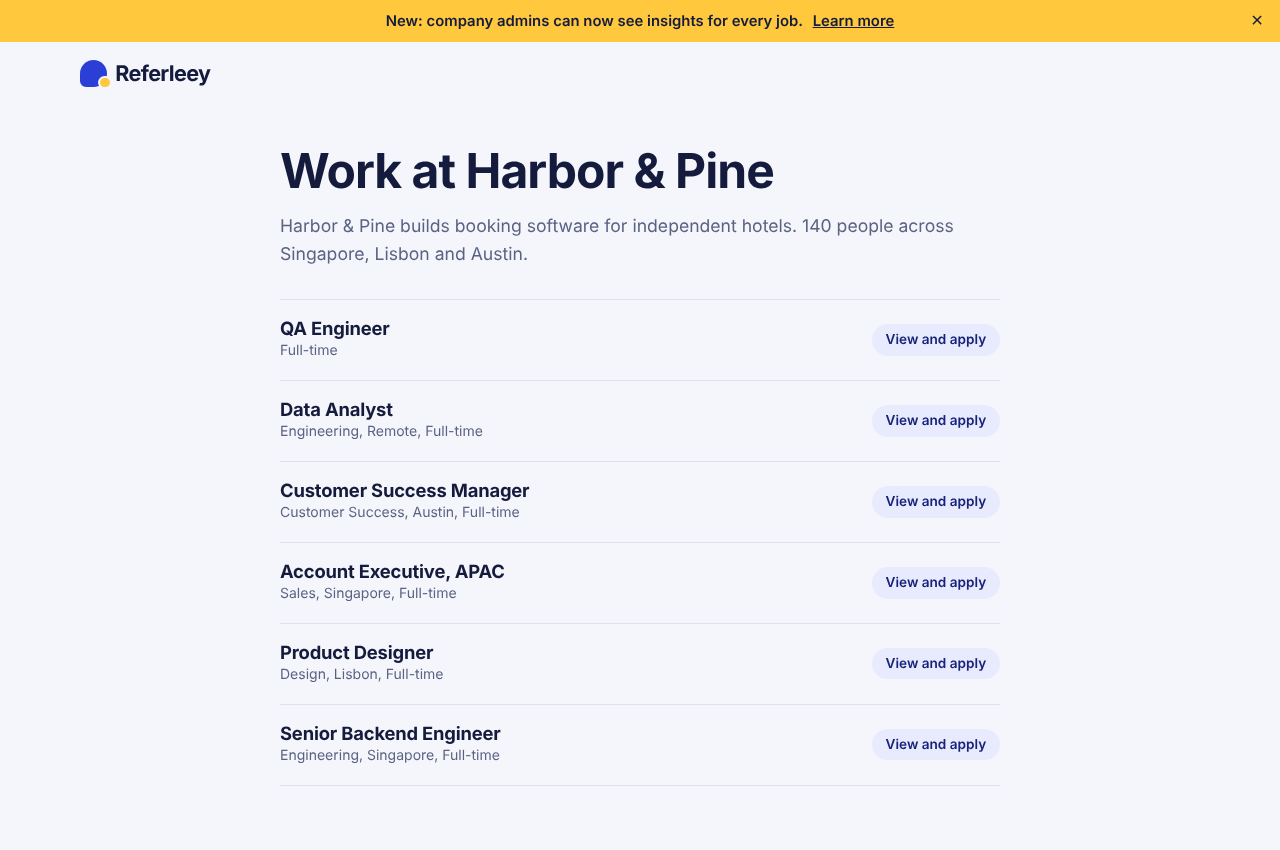 New: company admins can now see insights for every job. Learn more ×
Referleey
Work at Harbor & Pine
Harbor & Pine builds booking software for independent hotels. 140 people across
Singapore, Lisbon and Austin.
QA Engineer
Full-time
View and apply
Data Analyst
Engineering, Remote, Full-time
View and apply
Customer Success Manager
Customer Success, Austin, Full-time
View and apply
Account Executive, APAC
Sales, Singapore, Full-time
View and apply
Product Designer
Design, Lisbon, Full-time
View and apply
Senior Backend Engineer
Engineering, Singapore, Full-time
View and apply